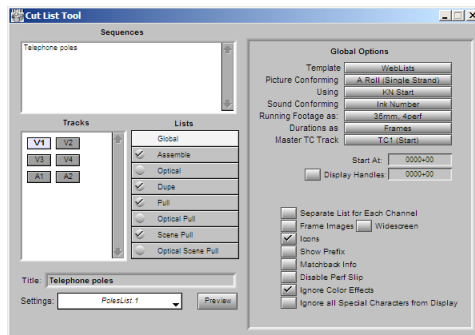 Cut List Tool
Sequences
Telephone poles
Tracks
V1 V2
V3 V4
A1 A2
Lists
Global
Assemble
Optical
Dupe
Pull
Optical Pull
Scene Pull
Optical Scene Pull
Title: Telephone poles
Settings: PolesList.1 Preview
Global Options
Template WebLists
Picture Conforming A Roll (Single Strand)
Using KN Start
Sound Conforming Ink Number
Running Footage as: 35mm, 4perf
Durations as Frames
Master TC Track TC1 (Start)
Start At: 0000+00
Display Handles: 0000+00
Separate List for Each Channel
Frame Images Widescreen
Icons
Show Prefix
Matchback Info
Disable Perf Slip
Ignore Color Effects
Ignore all Special Characters from Display